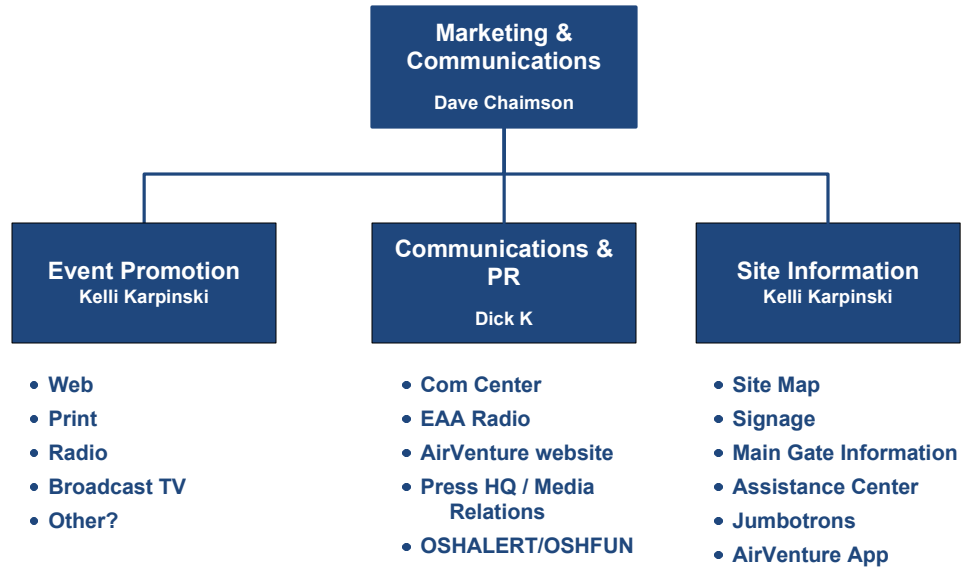 Marketing &
Communications
Dave Chaimson
Event Promotion
Kelli Karpinski
Communications &
PR
Dick K
Site Information
Kelli Karpinski
• Web
• Print
• Radio
• Broadcast TV
• Other?
• Com Center
• EAA Radio
• AirVenture website
• Press HQ / Media
Relations
• OSHALERT/OSHFUN
• Site Map
• Signage
• Main Gate Information
• Assistance Center
• Jumbotrons
• AirVenture App